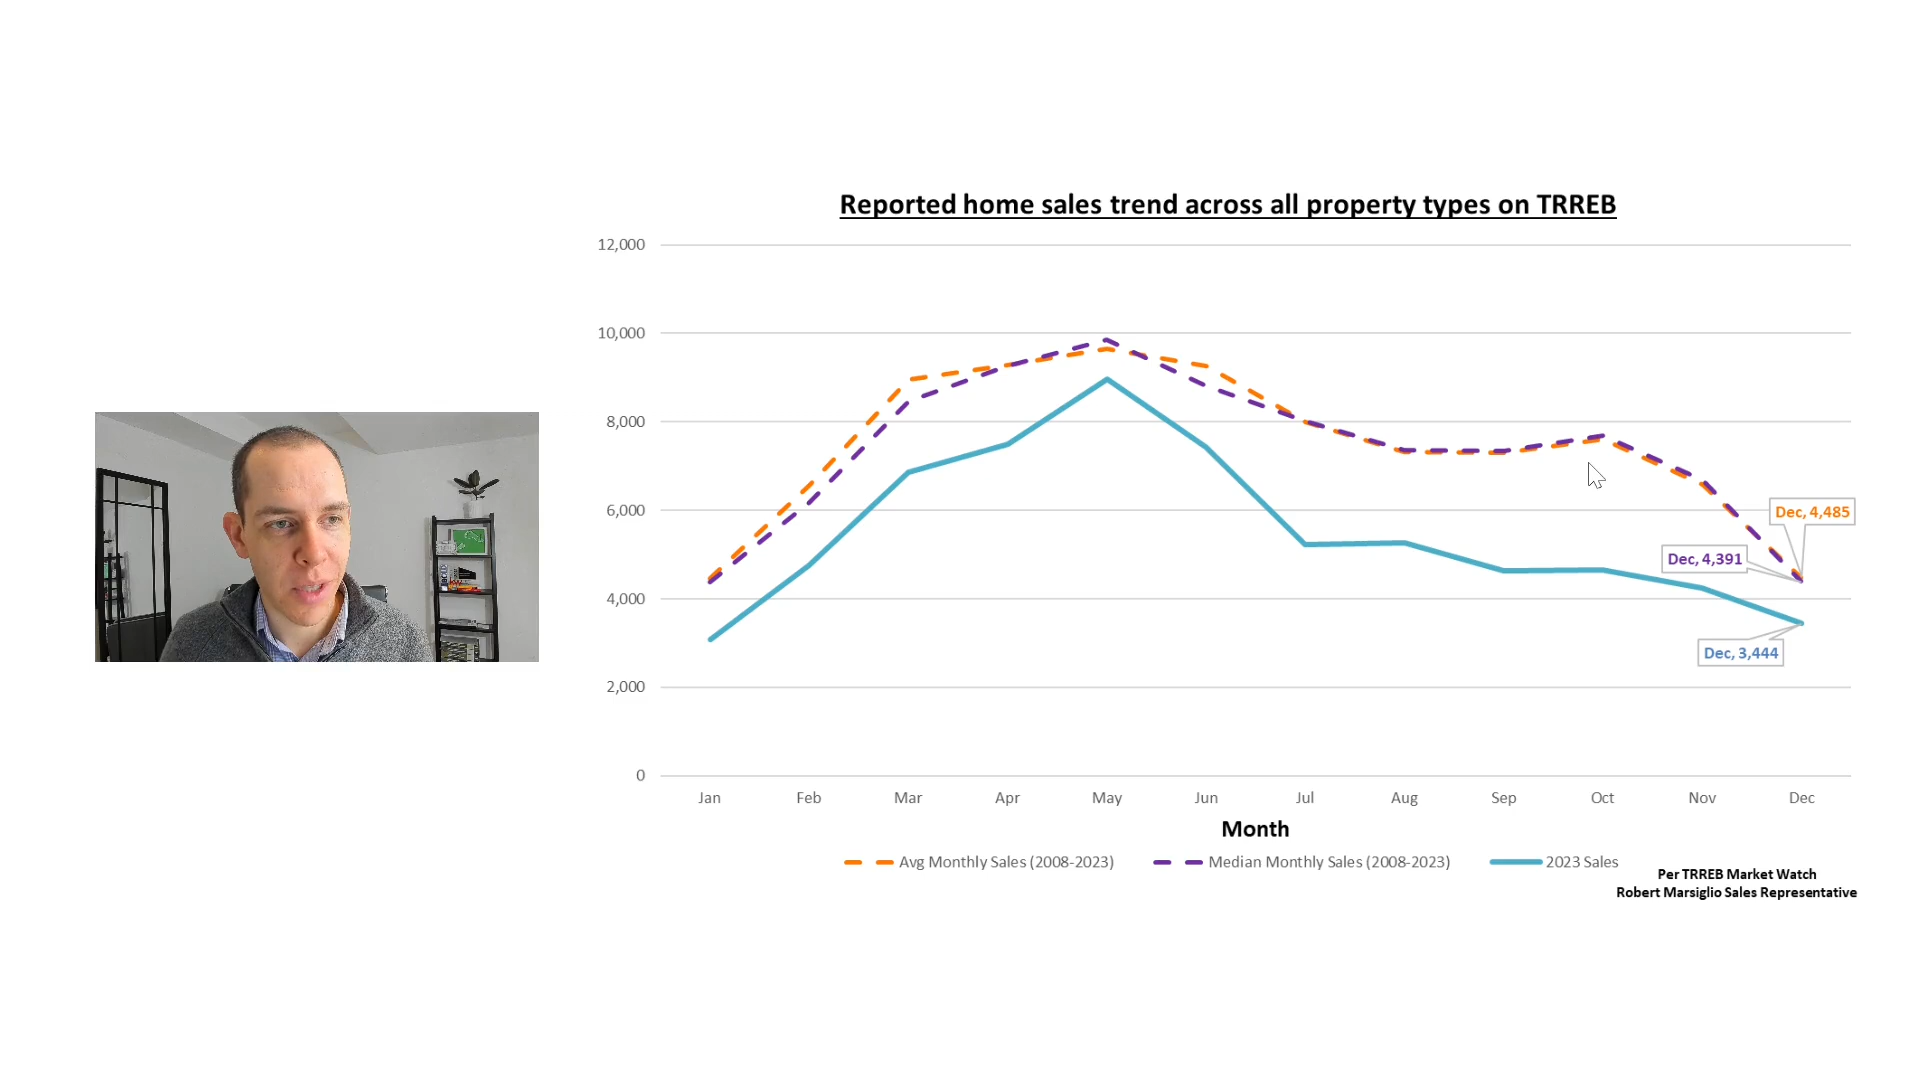 Reported home sales trend across all property types on TRREB
12,000
10,000
8,000
6,000
4,000
2,000
0
Dec, 4,485
Dec, 4,391
Dec, 3,444
Jan Feb Mar Apr May Jun Jul Aug Sep Oct Nov Dec
Month
Avg Monthly Sales (2008-2023) Median Monthly Sales (2008-2023) 2023 Sales
Per TRREB Market Watch
Robert Marsiglio Sales Representative